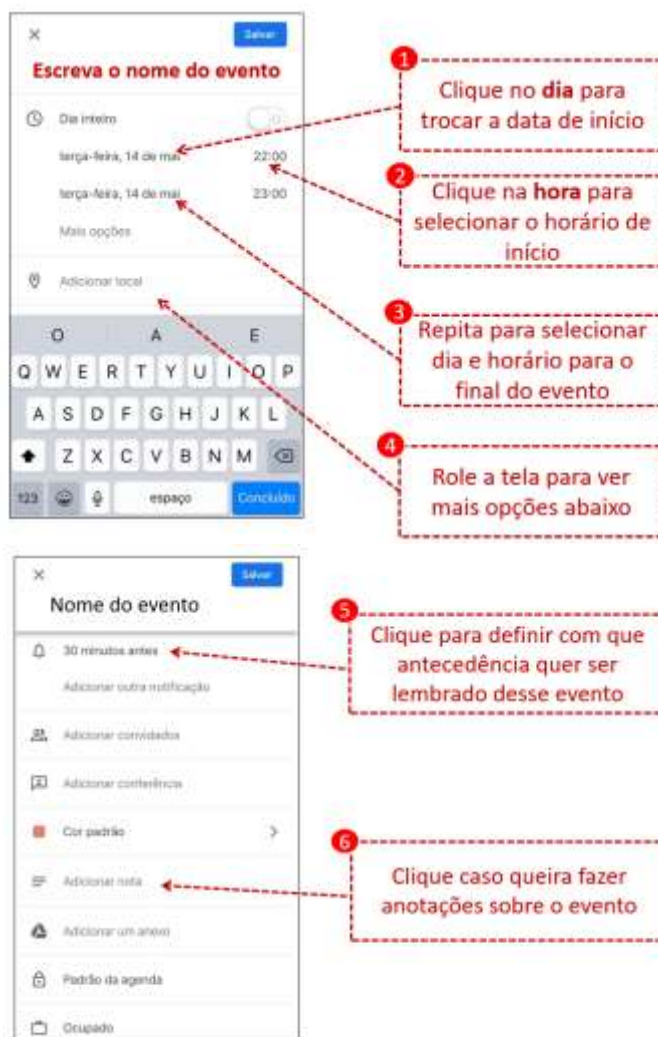 Salvar
Escreva o nome do evento
Dia inteiro
terça-feira, 14 de mai 22:00
terça-feira, 14 de mai 23:00
Mais opções
Adicionar local
O A E
Q W E R T Y U I O P
A S D F G H J K L
Z X C V B N M
123 espaço Concluído
1
Clique no dia para
trocar a data de início
2
Clique na hora para
selecionar o horário de
início
3
Repita para selecionar
dia e horário para o
final do evento
4
Role a tela para ver
mais opções abaixo
Salvar
Nome do evento
30 minutos antes
Adicionar outra notificação
Adicionar convidados
Adicionar conferência
Cor padrão
Adicionar nota
Adicionar um anexo
Padrão da agenda
Ocupado
5
Clique para definir com que
antecedência quer ser
lembrado desse evento
6
Clique caso queira fazer
anotações sobre o evento